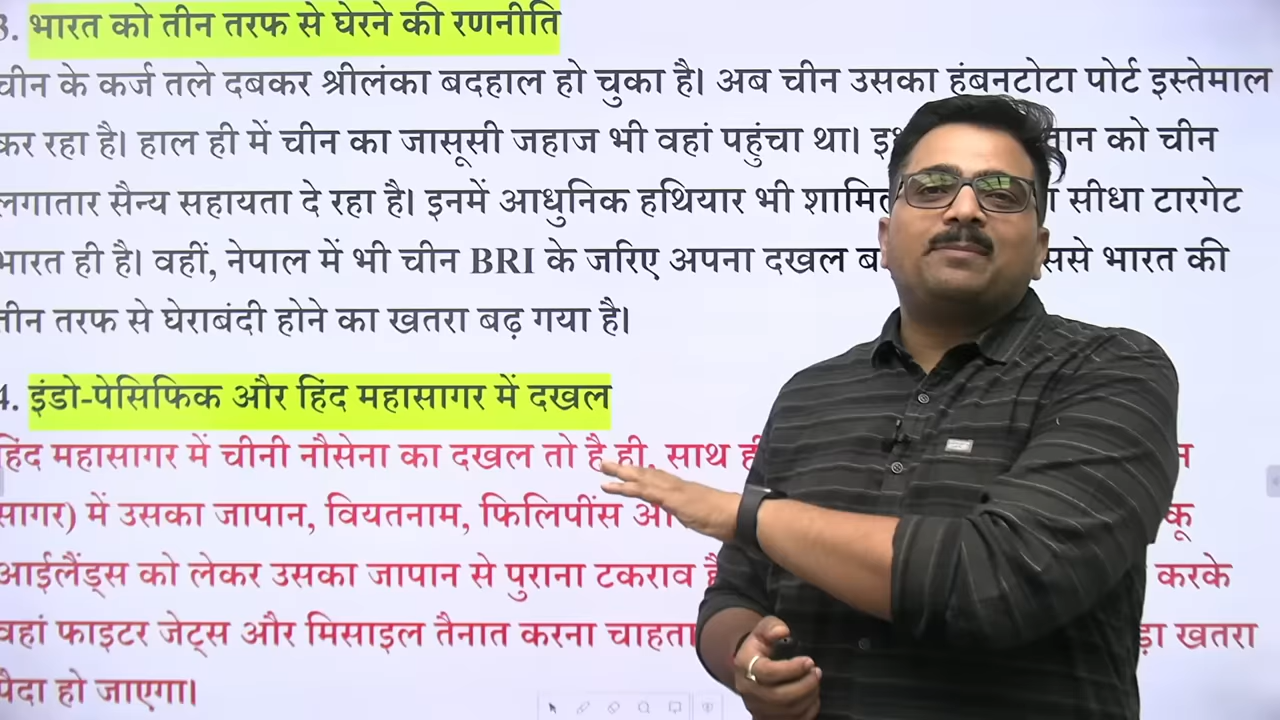 3. भारत को तीन तरफ से घेरने की रणनीति
चीन के कर्ज तले दबकर श्रीलंका बदहाल हो चुका है। अब चीन उसका हंबनटोटा पोर्ट इस्तेमाल
कर रहा है। हाल ही में चीन का जासूसी जहाज भी वहां पहुंचा था। को चीन
लगातार सैन्य सहायता दे रहा है। इनमें आधुनिक हथियार भी सीधा टारगेट
भारत ही है। वहीं, नेपाल में भी चीन BRI के जरिए अपना दखल भारत की
तीन तरफ से घेराबंदी होने का खतरा बढ़ गया है।
4. इंडो-पेसिफिक और हिंद महासागर में दखल
हिंद महासागर में चीनी नौसेना का दखल तो है ही, साथ
सागर) में उसका जापान, वियतनाम, फिलिपींस
आईलैंड्स को लेकर उसका जापान से पुराना टकराव करके
वहां फाइटर जेट्स और मिसाइल तैनात करना खतरा
पैदा हो जाएगा।